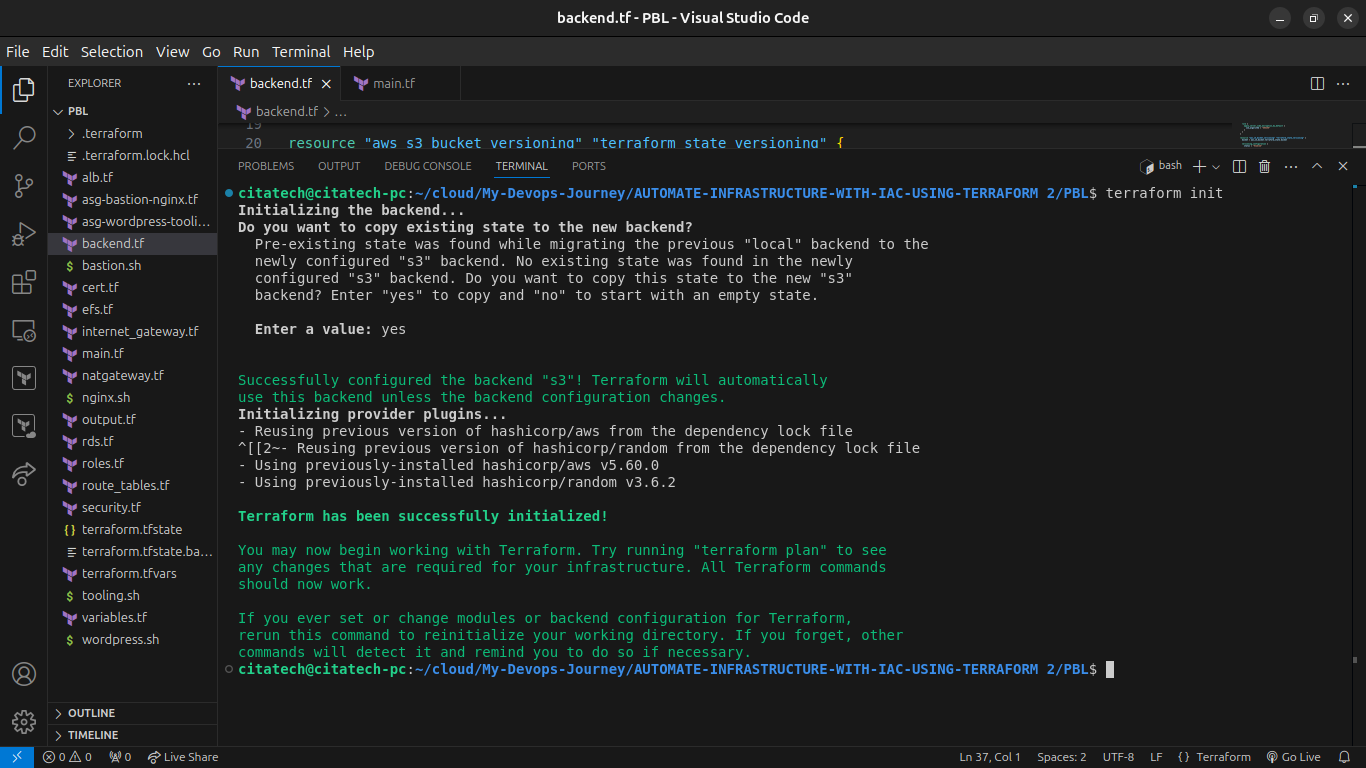 backend.tf - PBL - Visual Studio Code
File Edit Selection View Go Run Terminal Help
EXPLORER
PBL
.terraform
.terraform.lock.hcl
alb.tf
asg-bastion-nginx.tf
asg-wordpress-tooli...
backend.tf
bastion.sh
cert.tf
efs.tf
internet_gateway.tf
main.tf
natgateway.tf
nginx.sh
output.tf
rds.tf
roles.tf
route_tables.tf
security.tf
terraform.tfstate
terraform.tfstate.ba...
terraform.tfvars
tooling.sh
variables.tf
wordpress.sh
OUTLINE
TIMELINE
backend.tf main.tf
backend.tf > ...
19
20 resource "aws_s3_bucket_versioning" "terraform_state_versioning" {
PROBLEMS OUTPUT DEBUG CONSOLE TERMINAL PORTS bash
citatech@citatech-pc:~/cloud/My-Devops-Journey/AUTOMATE-INFRASTRUCTURE-WITH-IAC-USING-TERRAFORM 2/PBL$ terraform init
Initializing the backend...
Do you want to copy existing state to the new backend?
Pre-existing state was found while migrating the previous "local" backend to the
newly configured "s3" backend. No existing state was found in the newly
configured "s3" backend. Do you want to copy this state to the new "s3"
backend? Enter "yes" to copy and "no" to start with an empty state.
Enter a value: yes
Successfully configured the backend "s3"! Terraform will automatically
use this backend unless the backend configuration changes.
Initializing provider plugins...
- Reusing previous version of hashicorp/aws from the dependency lock file
^[[2~- Reusing previous version of hashicorp/random from the dependency lock file
- Using previously-installed hashicorp/aws v5.60.0
- Using previously-installed hashicorp/random v3.6.2
Terraform has been successfully initialized!
You may now begin working with Terraform. Try running "terraform plan" to see
any changes that are required for your infrastructure. All Terraform commands
should now work.
If you ever set or change modules or backend configuration for Terraform,
rerun this command to reinitialize your working directory. If you forget, other
commands will detect it and remind you to do so if necessary.
citatech@citatech-pc:~/cloud/My-Devops-Journey/AUTOMATE-INFRASTRUCTURE-WITH-IAC-USING-TERRAFORM 2/PBL$
0 0 0 Live Share Ln 37, Col 1 Spaces: 2 UTF-8 LF {} Terraform Go Live